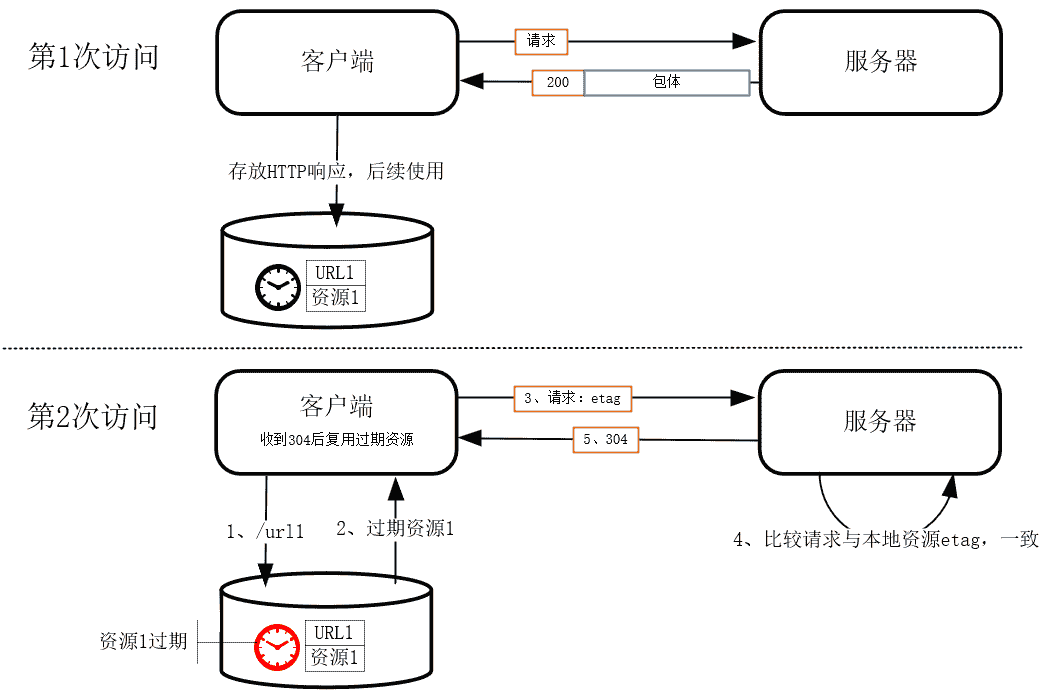 第1次访问
客户端
请求
服务器
200
包体
存放HTTP响应，后续使用
URL1
资源1
第2次访问
客户端
收到304后复用过期资源
3、请求：etag
5、304
服务器
1、/url1
2、过期资源1
4、比较请求与本地资源etag，一致
资源1过期
URL1
资源1